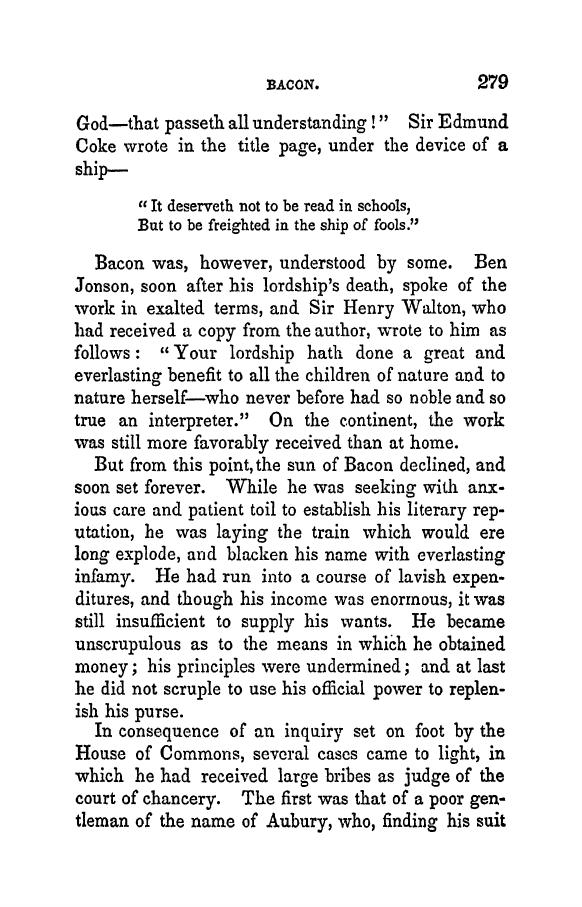 BACON. 279
God—that passeth all understanding!" Sir Edmund
Coke wrote in the title page, under the device of a
ship—
"It deserveth not to be read in schools,
But to be freighted in the ship of fools."
Bacon was, however, understood by some. Ben
Jonson, soon after his lordship's death, spoke of the
work in exalted terms, and Sir Henry Walton, who
had received a copy from the author, wrote to him as
follows: "Your lordship hath done a great and
everlasting benefit to all the children of nature and to
nature herself—who never before had so noble and so
true an interpreter." On the continent, the work
was still more favorably received than at home.
But from this point, the sun of Bacon declined, and
soon set forever. While he was seeking with anx-
ious care and patient toil to establish his literary rep-
utation, he was laying the train which would ere
long explode, and blacken his name with everlasting
infamy. He had run into a course of lavish expen-
ditures, and though his income was enormous, it was
still insufficient to supply his wants. He became
unscrupulous as to the means in which he obtained
money; his principles were undermined; and at last
he did not scruple to use his official power to replen-
ish his purse.
In consequence of an inquiry set on foot by the
House of Commons, several cases came to light, in
which he had received large bribes as judge of the
court of chancery. The first was that of a poor gen-
tleman of the name of Aubury, who, finding his suit